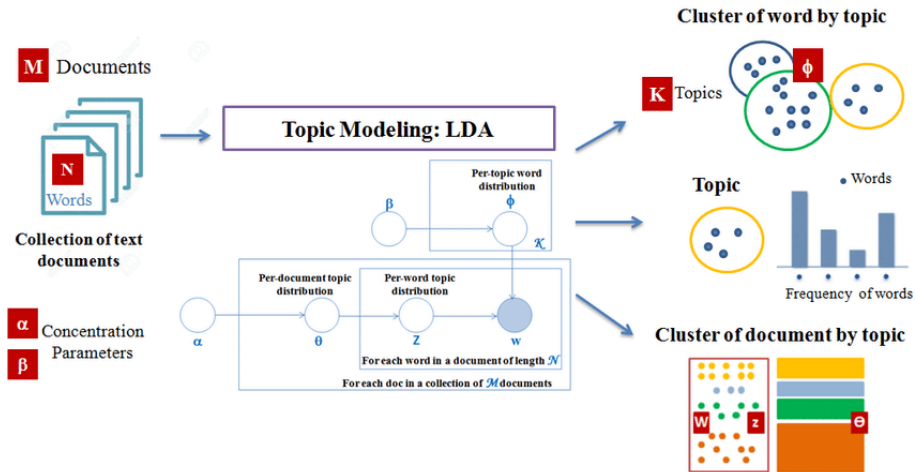 Cluster of word by topic
M Documents
ϕ
K Topics
N
Words
Topic Modeling: LDA
Collection of text
documents
Per-topic word
distribution
β
ϕ
K
Topic
Words
Frequency of words
Per-document topic
distribution
Per-word topic
distribution
α
θ
Z
w
For each word in a document of length N
For each doc in a collection of M documents
α
β
Concentration
Parameters
Cluster of document by topic
W
z
Θ